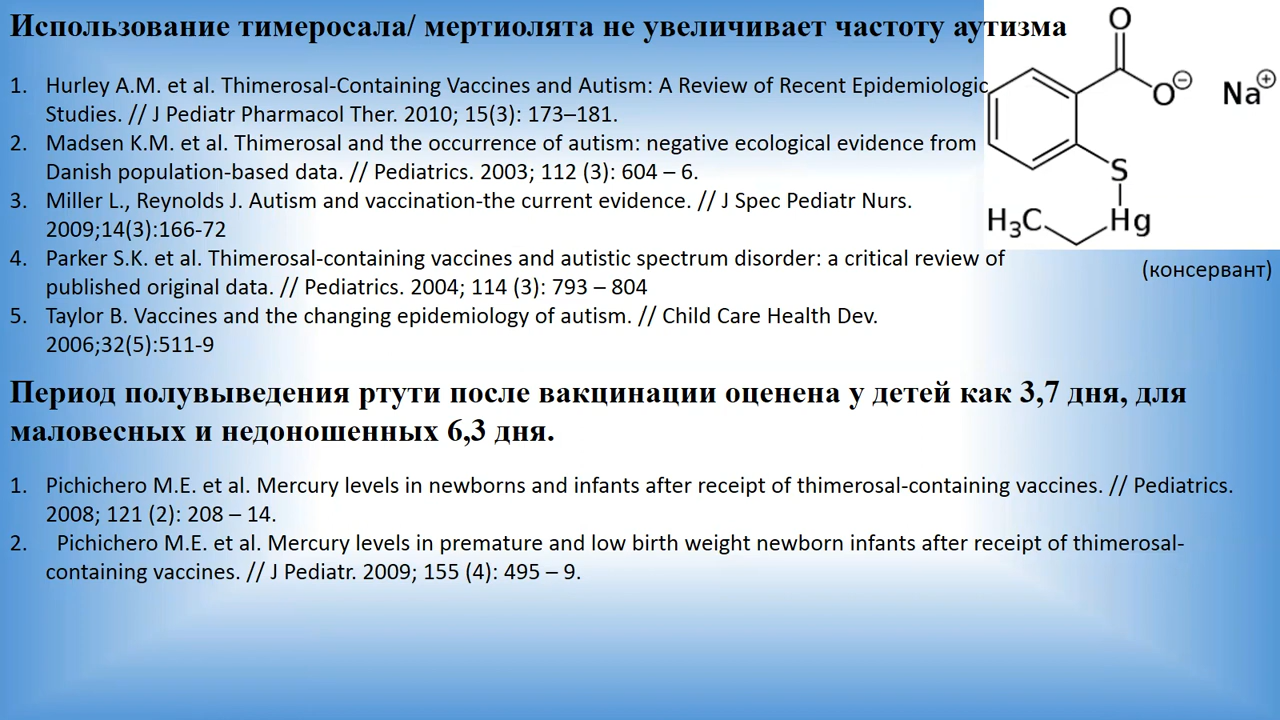 Использование тимеросала/ мертиолята не увеличивает частоту аутизма
1. Hurley A.M. et al. Thimerosal-Containing Vaccines and Autism: A Review of Recent Epidemiologic
Studies. // J Pediatr Pharmacol Ther. 2010; 15(3): 173–181.
2. Madsen K.M. et al. Thimerosal and the occurrence of autism: negative ecological evidence from
Danish population-based data. // Pediatrics. 2003; 112 (3): 604 – 6.
3. Miller L., Reynolds J. Autism and vaccination-the current evidence. // J Spec Pediatr Nurs.
2009;14(3):166-72
4. Parker S.K. et al. Thimerosal-containing vaccines and autistic spectrum disorder: a critical review of
published original data. // Pediatrics. 2004; 114 (3): 793 – 804
5. Taylor B. Vaccines and the changing epidemiology of autism. // Child Care Health Dev.
2006;32(5):511-9
O
O⊖ Na⊕
S
H₃C Hg
(консервант)
Период полувыведения ртути после вакцинации оценена у детей как 3,7 дня, для
маловесных и недоношенных 6,3 дня.
1. Pichichero M.E. et al. Mercury levels in newborns and infants after receipt of thimerosal-containing vaccines. // Pediatrics.
2008; 121 (2): 208 – 14.
2. Pichichero M.E. et al. Mercury levels in premature and low birth weight newborn infants after receipt of thimerosal-
containing vaccines. // J Pediatr. 2009; 155 (4): 495 – 9.